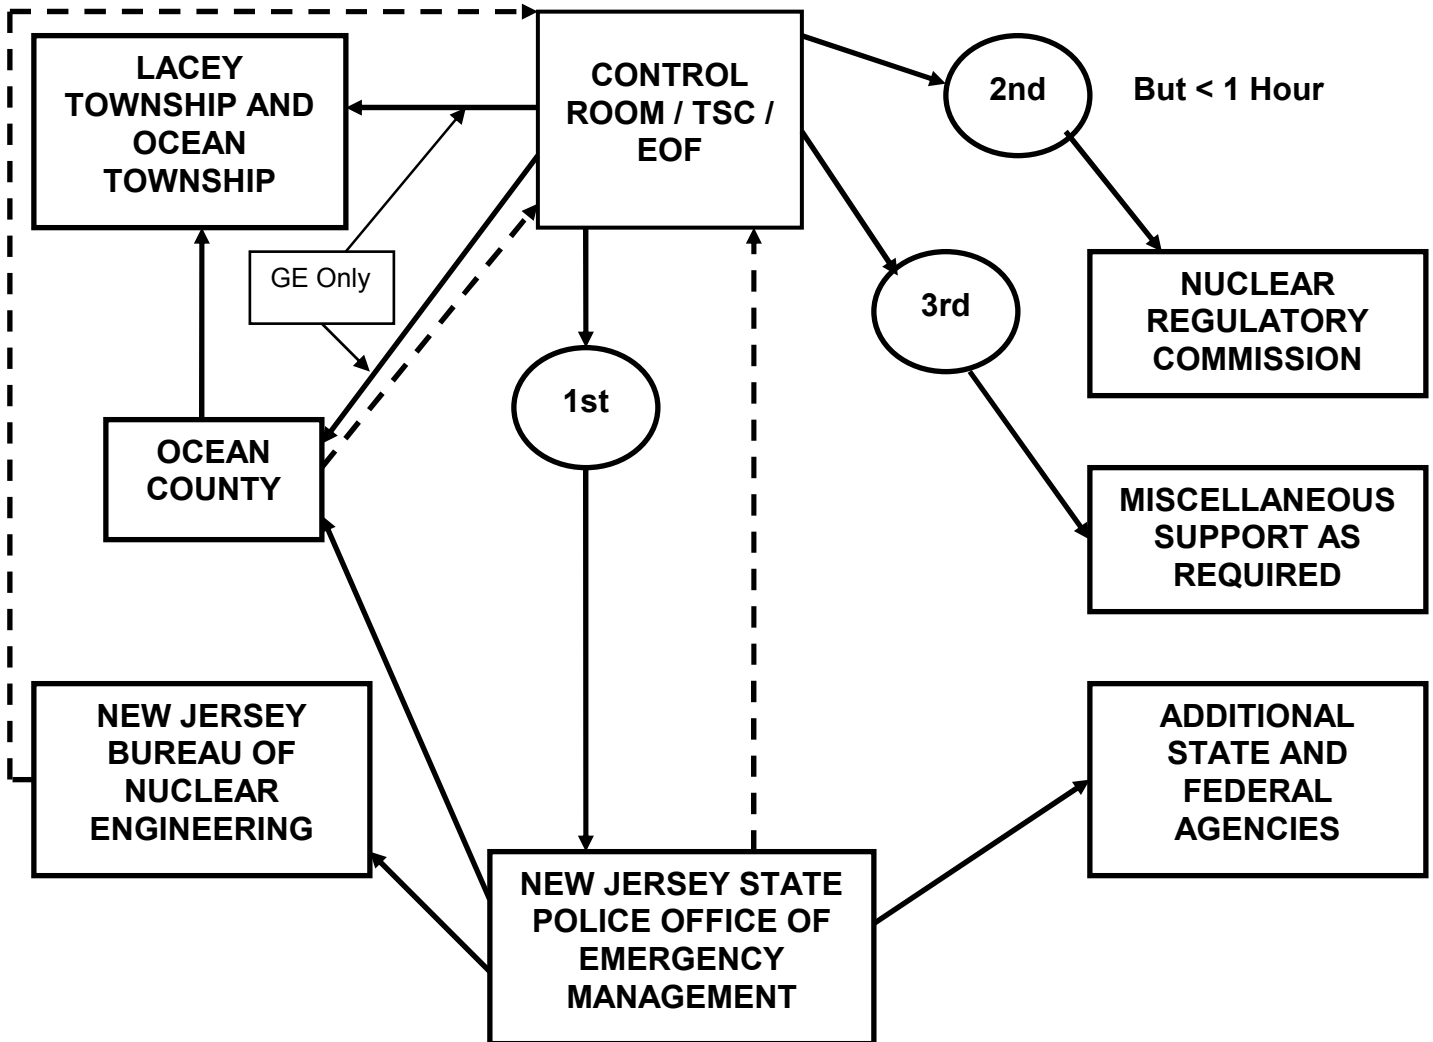 LACEY
TOWNSHIP AND
OCEAN
TOWNSHIP
CONTROL
ROOM / TSC /
EOF
2nd
But < 1 Hour
GE Only
3rd
NUCLEAR
REGULATORY
COMMISSION
1st
OCEAN
COUNTY
MISCELLANEOUS
SUPPORT AS
REQUIRED
NEW JERSEY
BUREAU OF
NUCLEAR
ENGINEERING
ADDITIONAL
STATE AND
FEDERAL
AGENCIES
NEW JERSEY STATE
POLICE OFFICE OF
EMERGENCY
MANAGEMENT